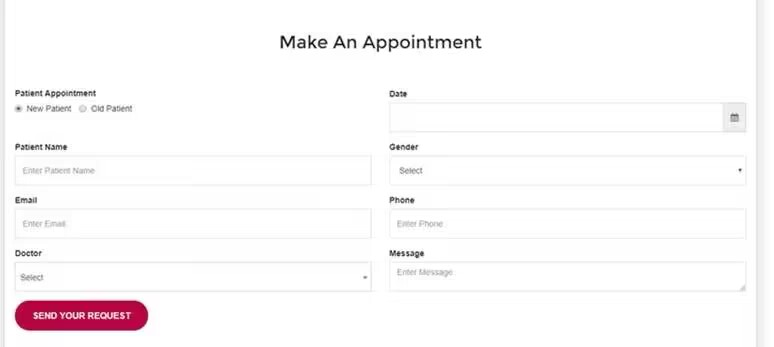 Make An Appointment
Patient Appointment
New Patient Old Patient
Date
Patient Name
Enter Patient Name
Gender
Select
Email
Enter Email
Phone
Enter Phone
Doctor
Select
Message
Enter Message
SEND YOUR REQUEST